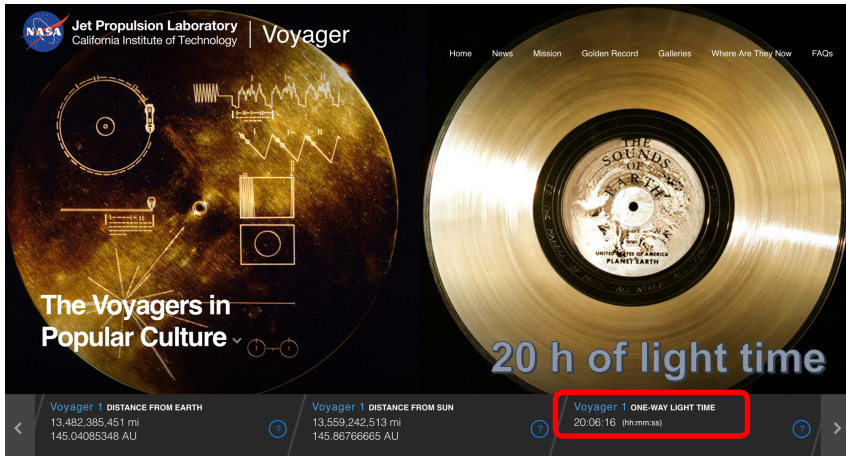 NASA
Jet Propulsion Laboratory
California Institute of Technology
Voyager
Home News Mission Golden Record Galleries Where Are They Now FAQs
THE
SOUNDS
OF
EARTH
UNITED STATES OF AMERICA
PLANET EARTH
The Voyagers in
Popular Culture
20 h of light time
Voyager 1 DISTANCE FROM EARTH
13,482,385,451 mi
145.04085348 AU
?
Voyager 1 DISTANCE FROM SUN
13,559,242,513 mi
145.86766665 AU
?
Voyager 1 ONE-WAY LIGHT TIME
20:06:16 (hh:mm:ss)
?